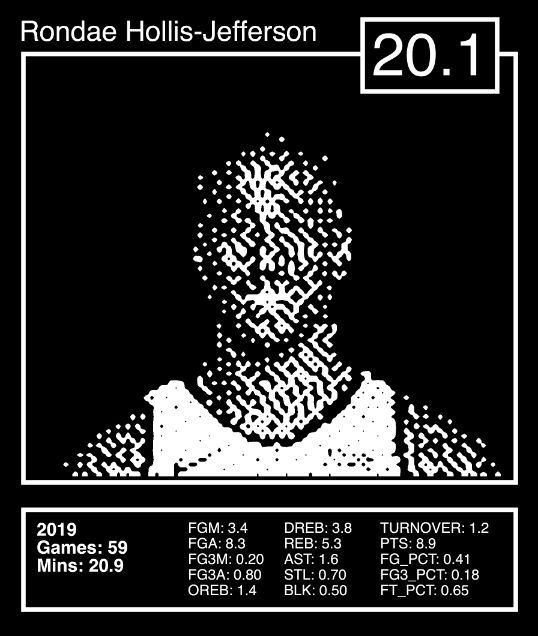 Rondae Hollis-Jefferson
20.1
2019
Games: 59
Mins: 20.9
FGM: 3.4
FGA: 8.3
FG3M: 0.20
FG3A: 0.80
OREB: 1.4
DREB: 3.8
REB: 5.3
AST: 1.6
STL: 0.70
BLK: 0.50
TURNOVER: 1.2
PTS: 8.9
FG_PCT: 0.41
FG3_PCT: 0.18
FT_PCT: 0.65